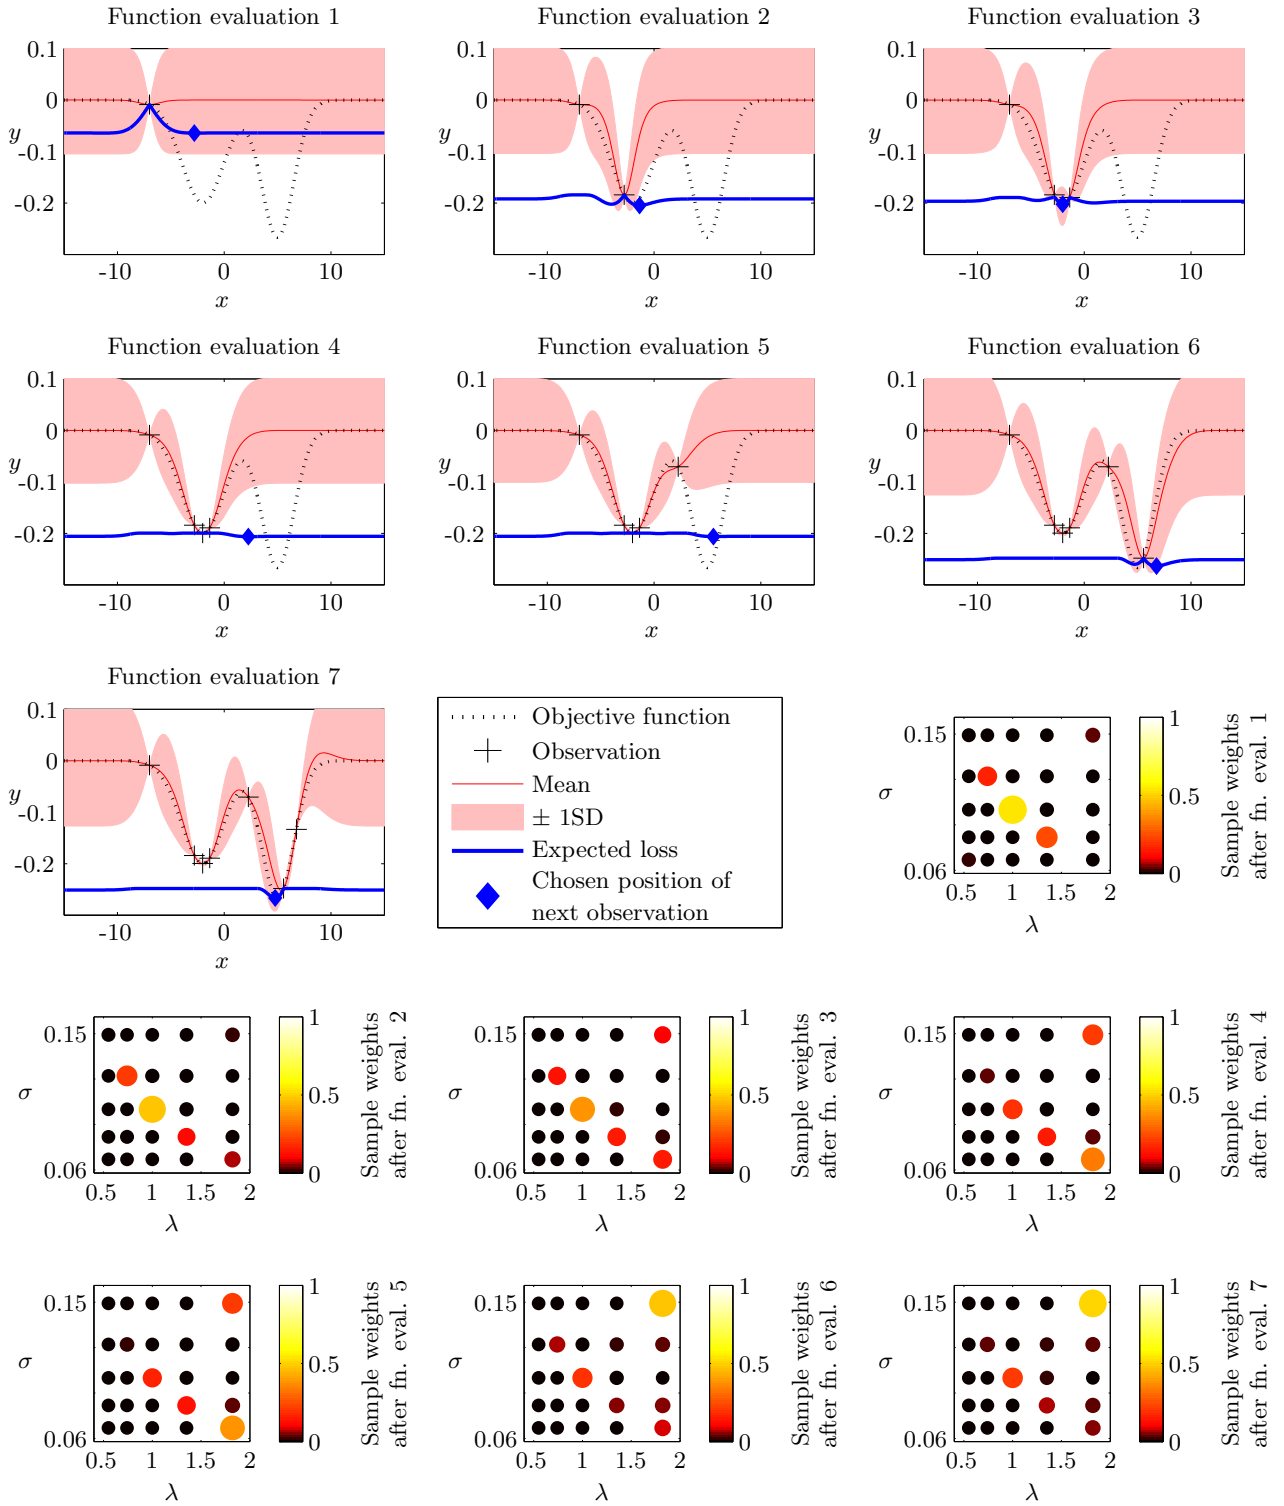 Function evaluation 1
Function evaluation 2
Function evaluation 3
0.1
0
y
-0.1
-0.2
-10
0
10
x
0.1
0
y
-0.1
-0.2
-10
0
10
x
0.1
0
y
-0.1
-0.2
-10
0
10
x
Function evaluation 4
Function evaluation 5
Function evaluation 6
0.1
0
y
-0.1
-0.2
-10
0
10
x
0.1
0
y
-0.1
-0.2
-10
0
10
x
0.1
0
y
-0.1
-0.2
-10
0
10
x
Function evaluation 7
0.1
0
y
-0.1
-0.2
-10
0
10
x
Objective function
Observation
Mean
± 1SD
Expected loss
Chosen position of
next observation
0.15
σ
0.06
0.5
1
1.5
2
λ
1
0.5
0
Sample weights
after fn. eval. 1
0.15
σ
0.06
0.5
1
1.5
2
λ
1
0.5
0
Sample weights
after fn. eval. 2
0.15
σ
0.06
0.5
1
1.5
2
λ
1
0.5
0
Sample weights
after fn. eval. 3
0.15
σ
0.06
0.5
1
1.5
2
λ
1
0.5
0
Sample weights
after fn. eval. 4
0.15
σ
0.06
0.5
1
1.5
2
λ
1
0.5
0
Sample weights
after fn. eval. 5
0.15
σ
0.06
0.5
1
1.5
2
λ
1
0.5
0
Sample weights
after fn. eval. 6
0.15
σ
0.06
0.5
1
1.5
2
λ
1
0.5
0
Sample weights
after fn. eval. 7